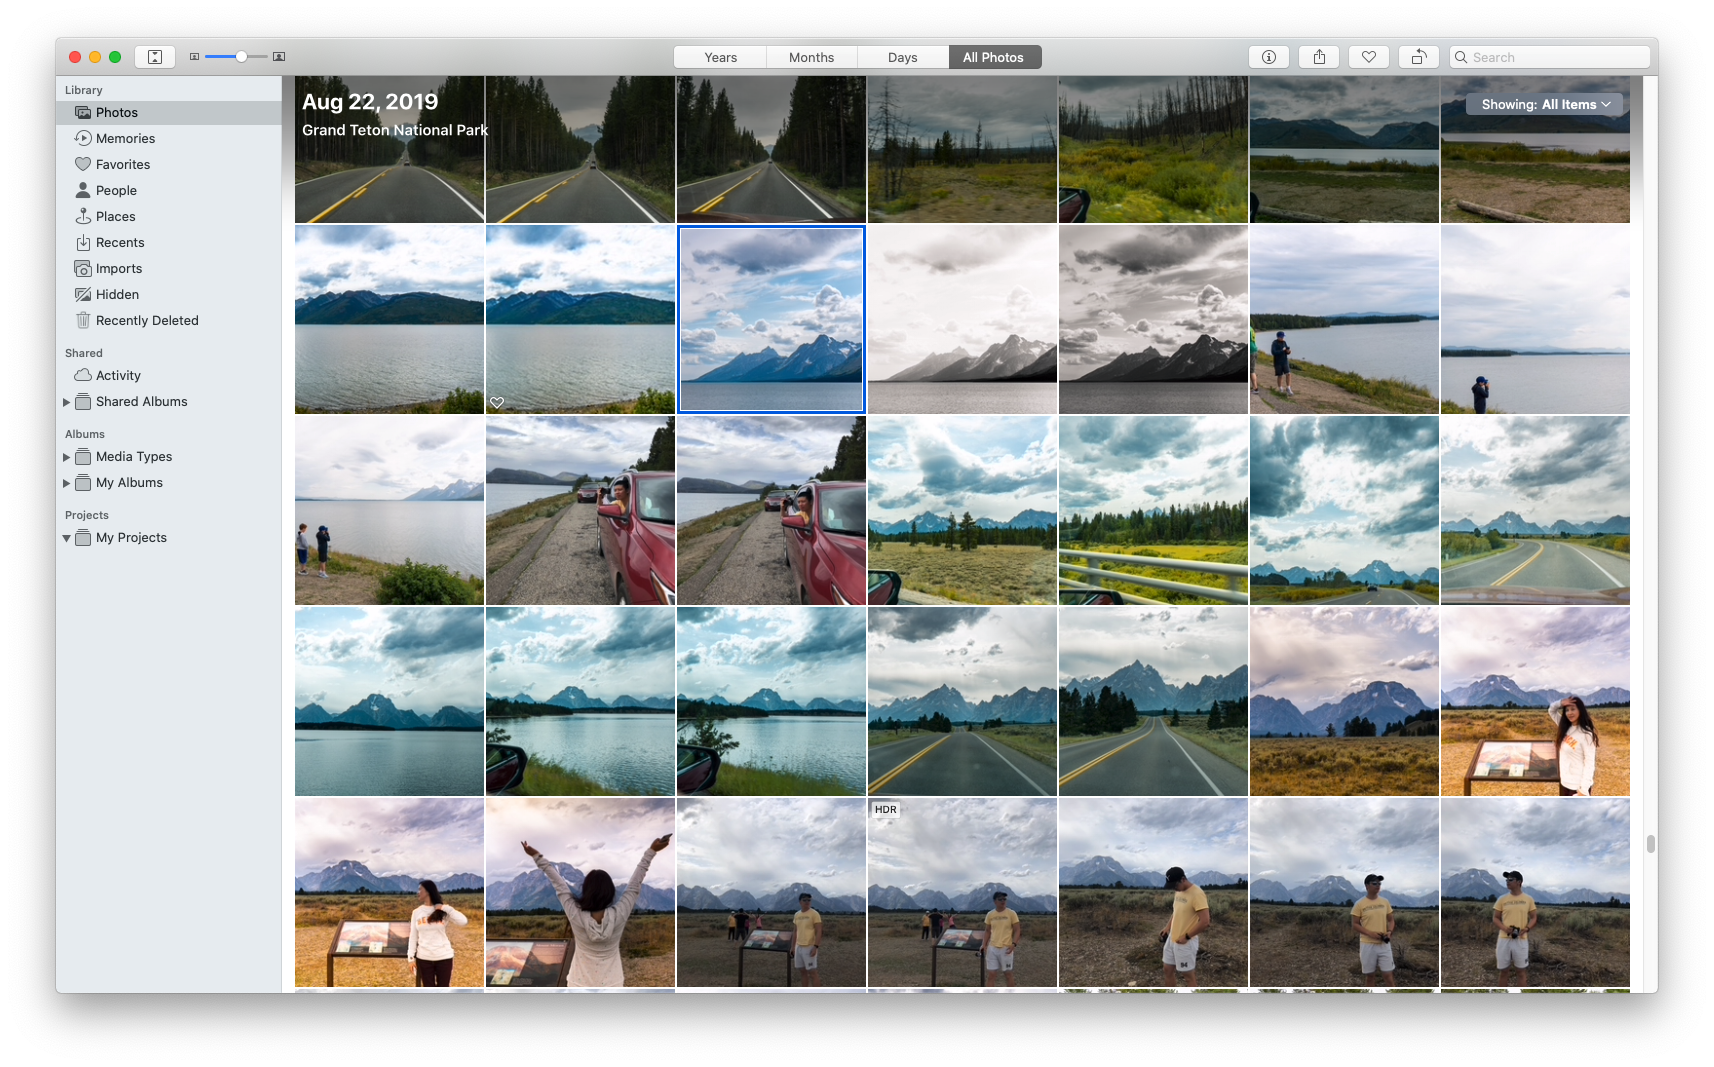 Years
Months
Days
All Photos
Search
Library
Photos
Memories
Favorites
People
Places
Recents
Imports
Hidden
Recently Deleted
Shared
Activity
Shared Albums
Albums
Media Types
My Albums
Projects
My Projects
Aug 22, 2019
Grand Teton National Park
Showing: All Items
HDR